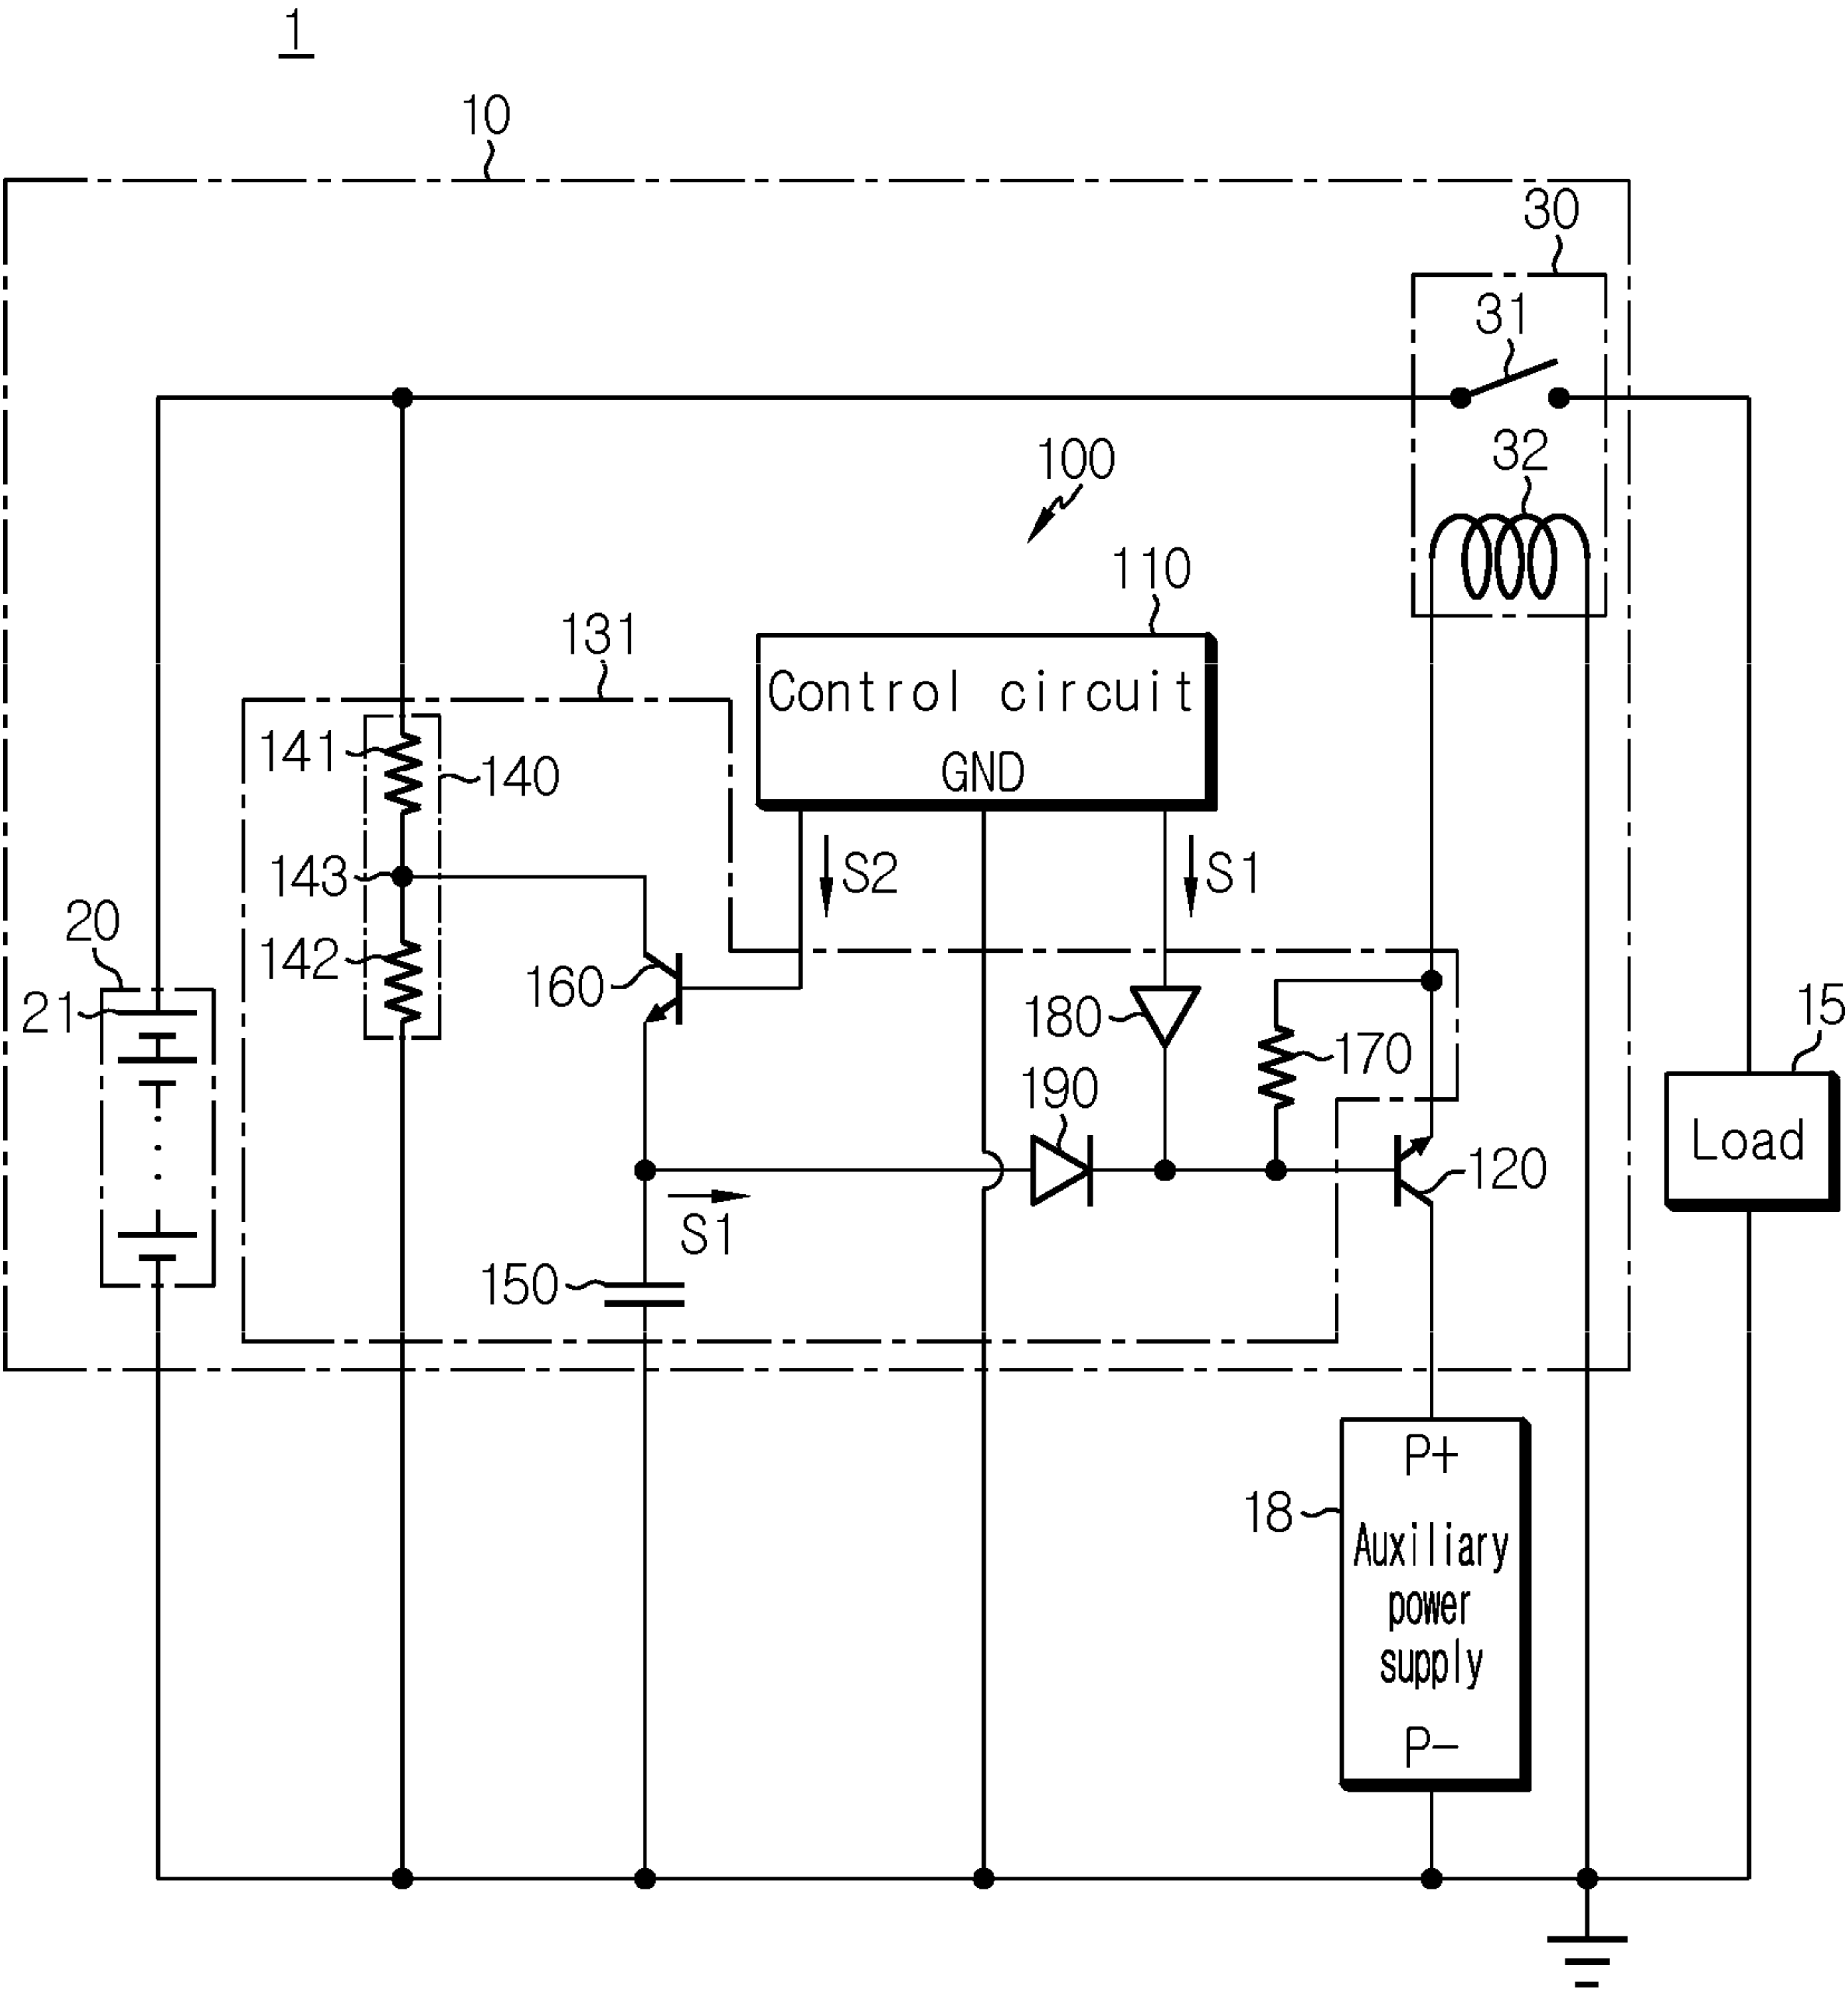 1
10
30
31
32
100
110
131
Control circuit
GND
141
140
143
S2
S1
142
20
21
160
180
170
15
190
Load
120
S1
150
P+
18
Auxiliary
power
supply
P-